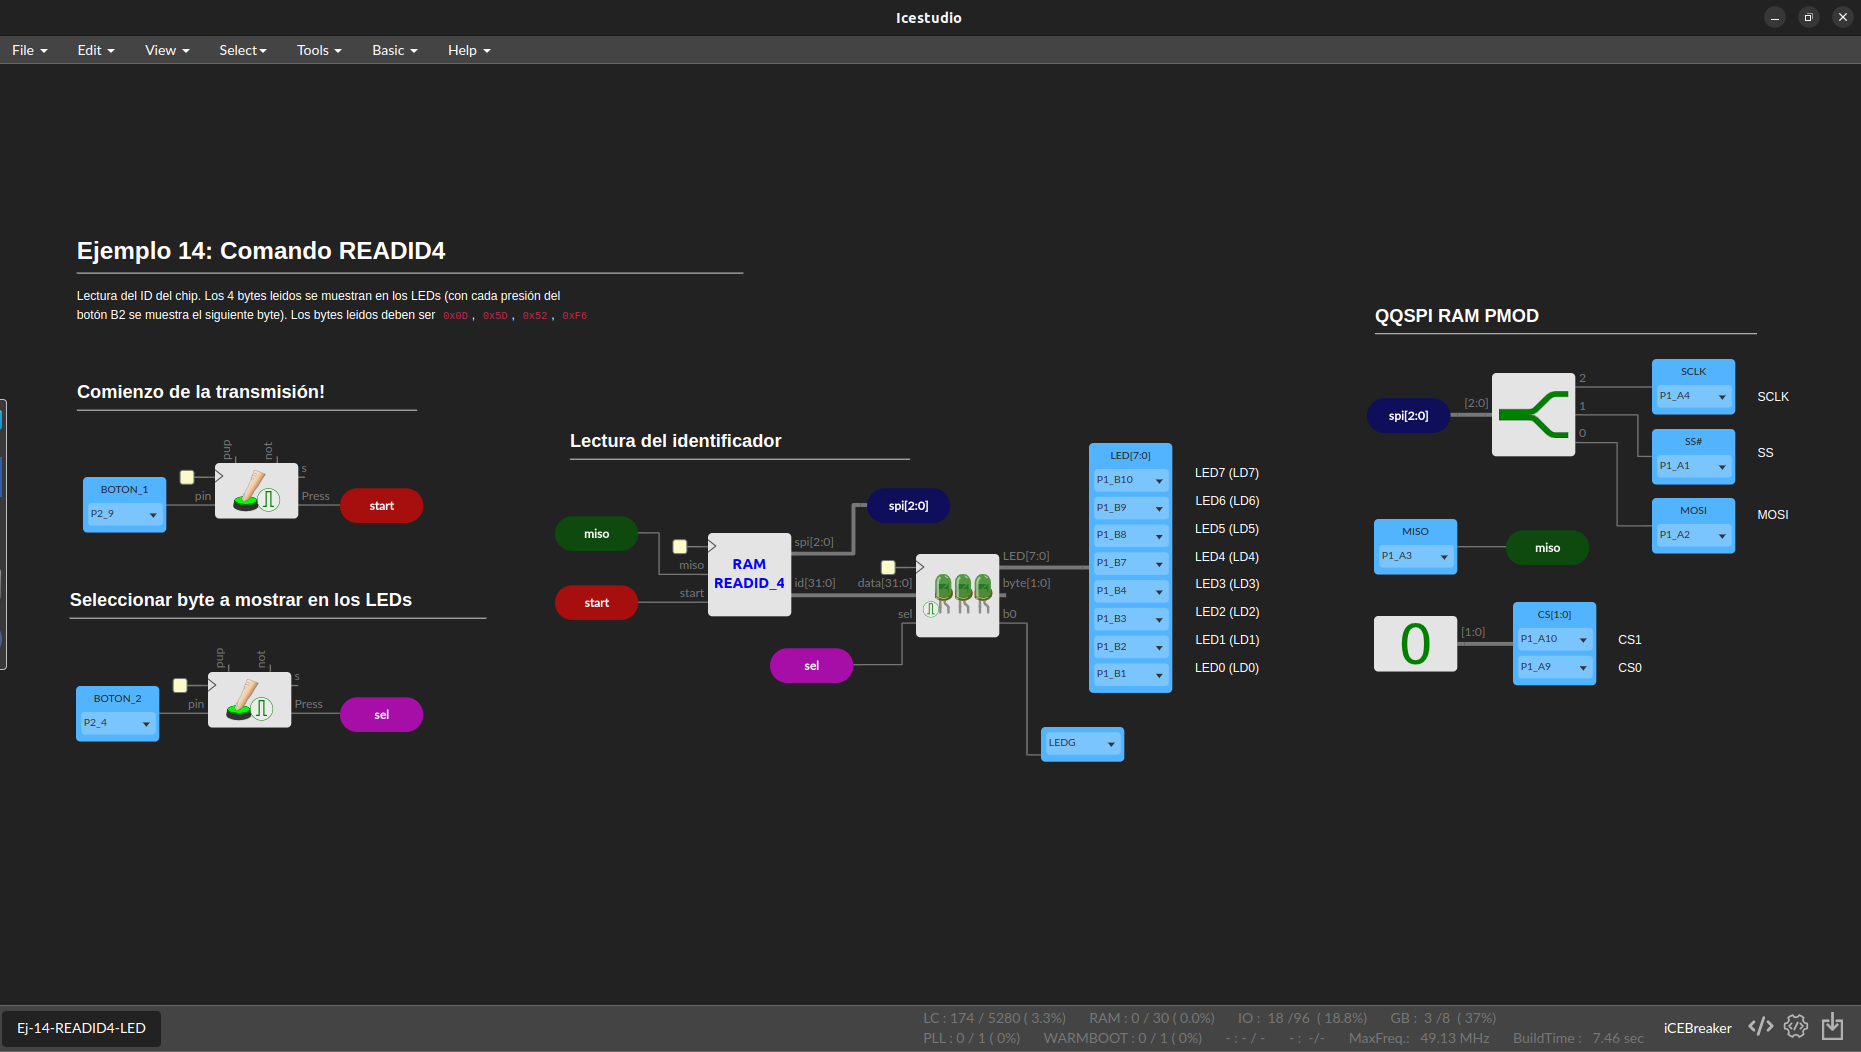 Icestudio
File Edit View Select Tools Basic Help
Ejemplo 14: Comando READID4
Lectura del ID del chip. Los 4 bytes leidos se muestran en los LEDs (con cada presión del
botón B2 se muestra el siguiente byte). Los bytes leidos deben ser 0x0D, 0x5D, 0x52, 0xF6
Comienzo de la transmisión!
BOTON_1
P2_9
pin
pup
not
s
Press
start
Seleccionar byte a mostrar en los LEDs
BOTON_2
P2_4
pin
pup
not
s
Press
sel
Lectura del identificador
miso
start
miso
start
RAM
READID_4
spi[2:0]
id[31:0]
spi[2:0]
sel
data[31:0]
sel
LED[7:0]
byte[1:0]
b0
LED[7:0]
P1_B10 LED7 (LD7)
P1_B9 LED6 (LD6)
P1_B8 LED5 (LD5)
P1_B7 LED4 (LD4)
P1_B4 LED3 (LD3)
P1_B3 LED2 (LD2)
P1_B2 LED1 (LD1)
P1_B1 LED0 (LD0)
LEDG
QQSPI RAM PMOD
spi[2:0]
[2:0]
2
1
0
SCLK
P1_A4 SCLK
SS#
P1_A1 SS
MOSI
P1_A2 MOSI
MISO
P1_A3
miso
0
[1:0]
CS[1:0]
P1_A10 CS1
P1_A9 CS0
Ej-14-READID4-LED
LC : 174 / 5280 ( 3.3%) RAM : 0 / 30 ( 0.0%) IO : 18 /96 ( 18.8%) GB : 3 /8 ( 37%)
PLL : 0 / 1 ( 0%) WARMBOOT : 0 / 1 ( 0%) - : - / - - : -/- MaxFreq.: 49.13 MHz BuildTime : 7.46 sec
iCEBreaker